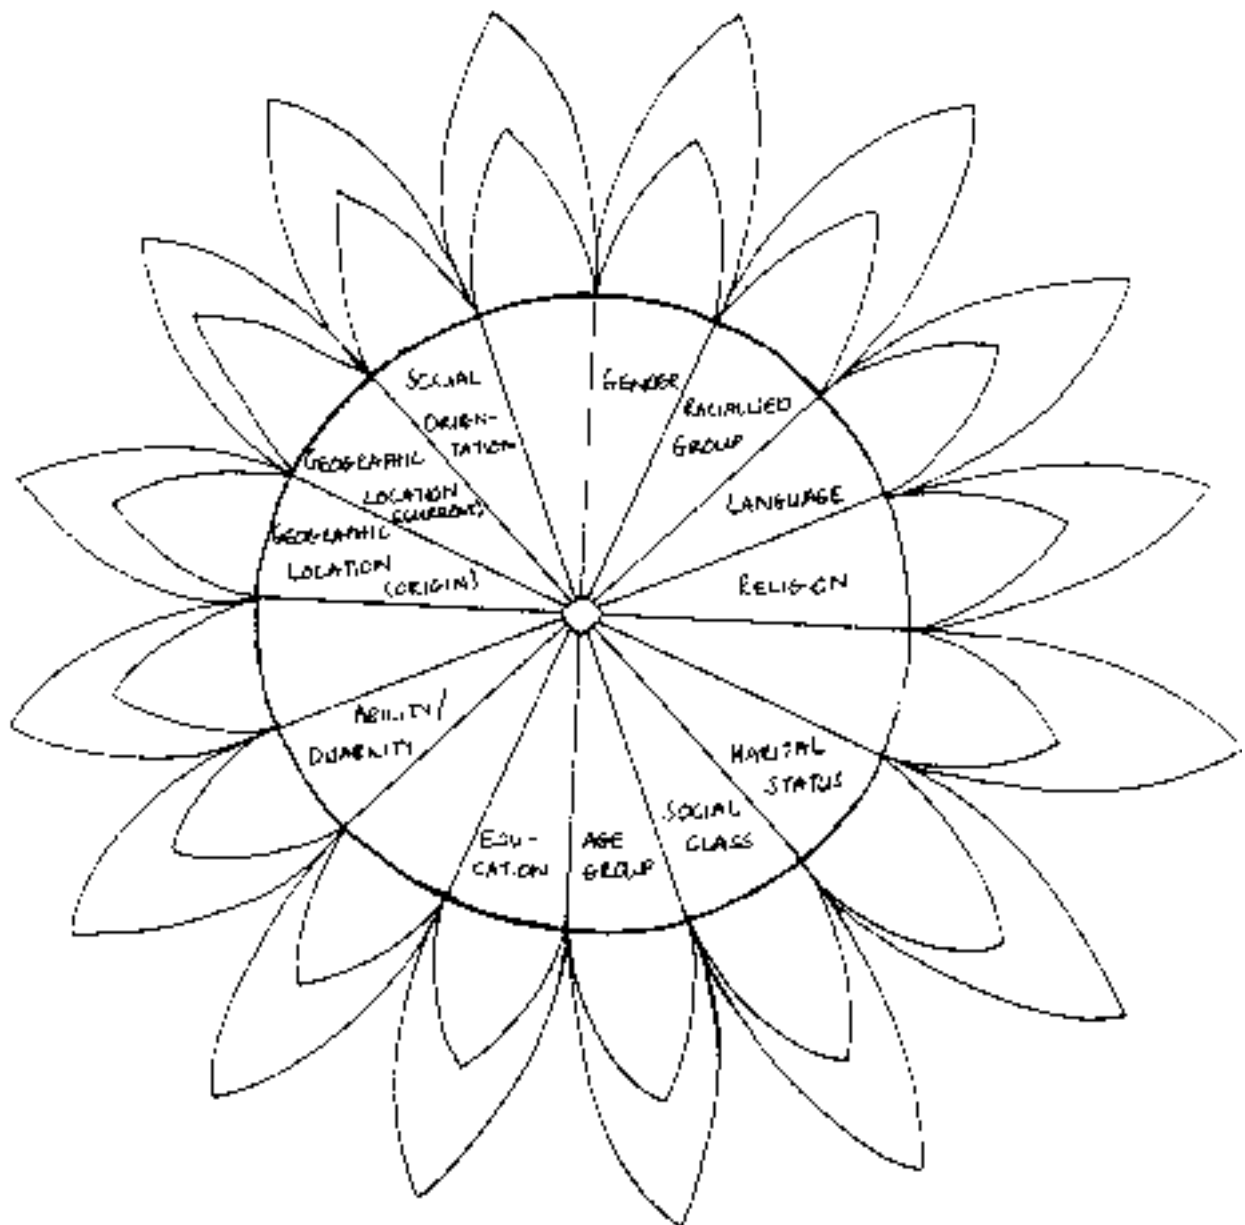 GENDER
RACIALIZED
GROUP
LANGUAGE
RELIGION
MARITAL
STATUS
SOCIAL
CLASS
AGE
GROUP
EDU-
CATION
ABILITY/
DISABILITY
GEOGRAPHIC
LOCATION
(ORIGIN)
GEOGRAPHIC
LOCATION
(CURRENT)
SEXUAL
ORIEN-
TATION